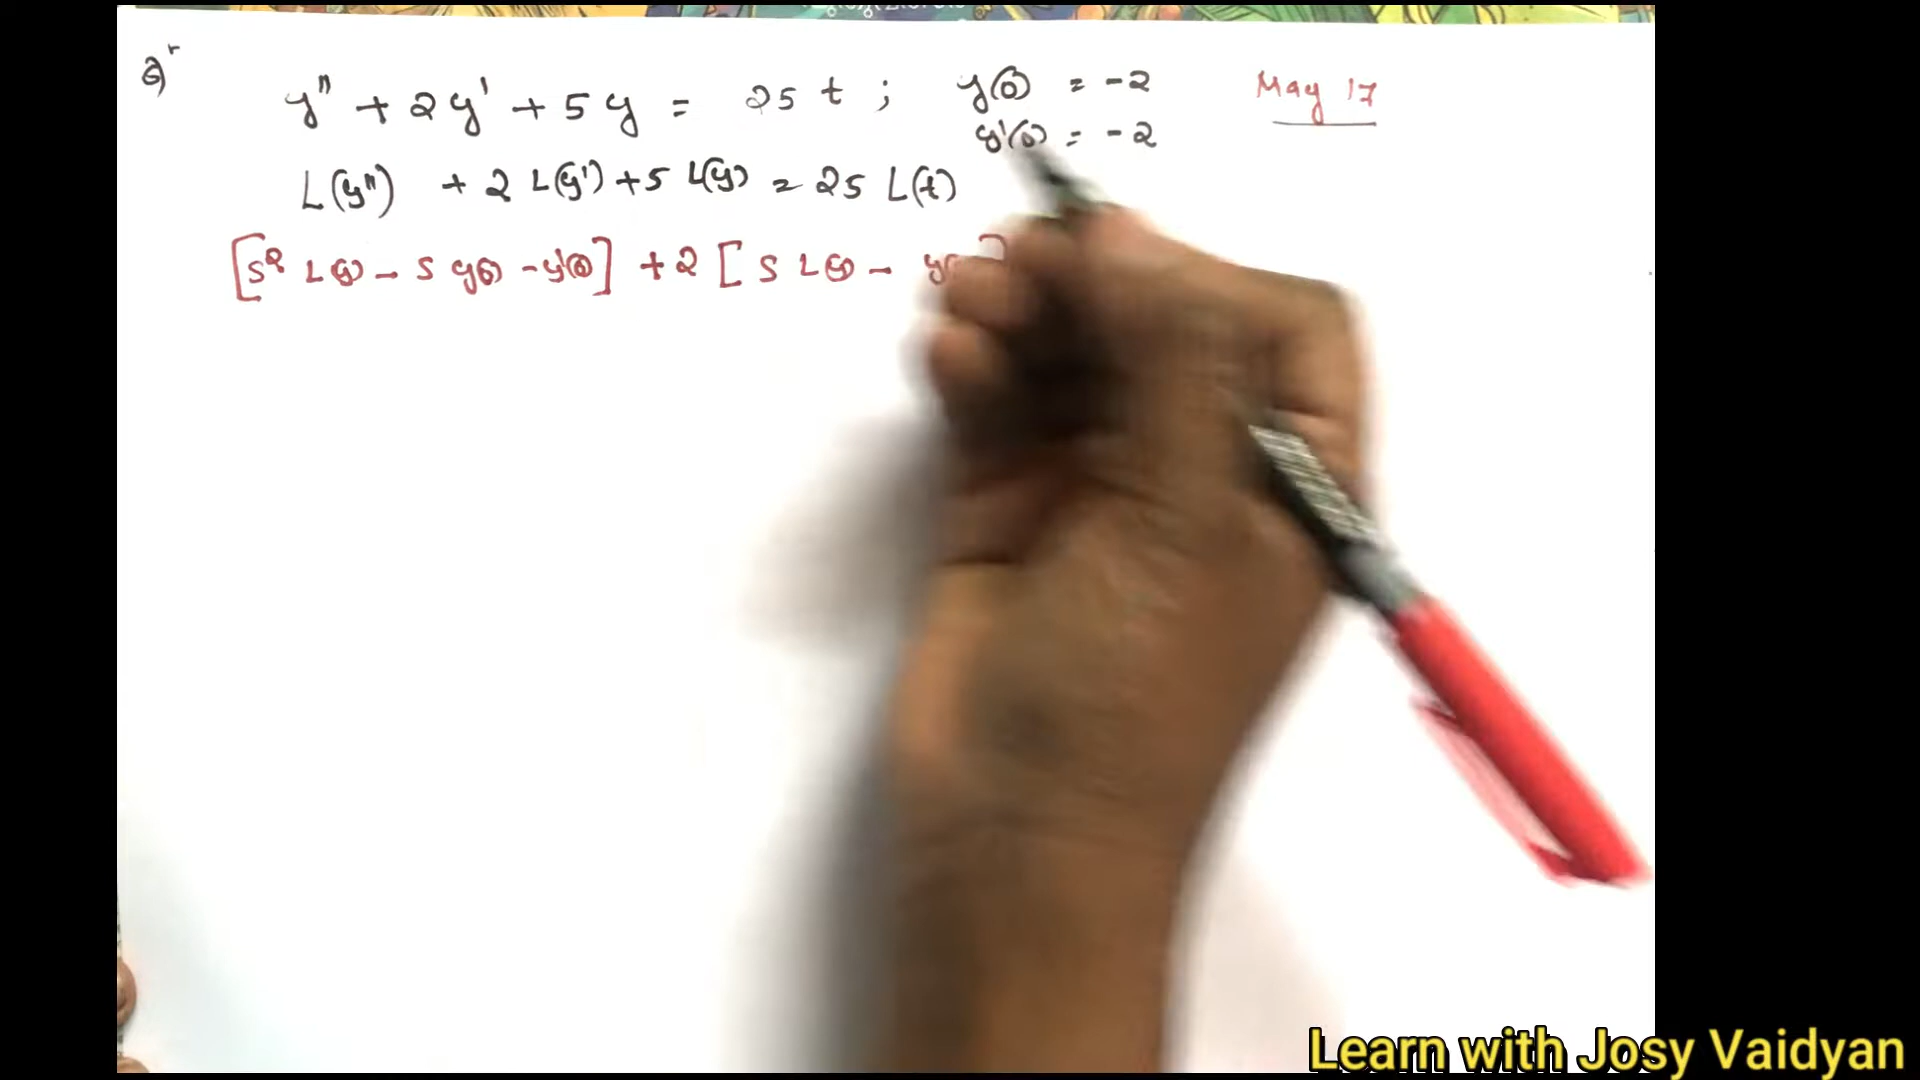 y" + 2y' + 5y = 25 t ; y(0) = -2 May 17
y'(0) = -2
L(y") + 2 L(y') + 5 L(y) = 25 L(t)
[s² L(y) - s y(0) - y'(0)] + 2 [ s L(y) -
Learn with Josy Vaidyan